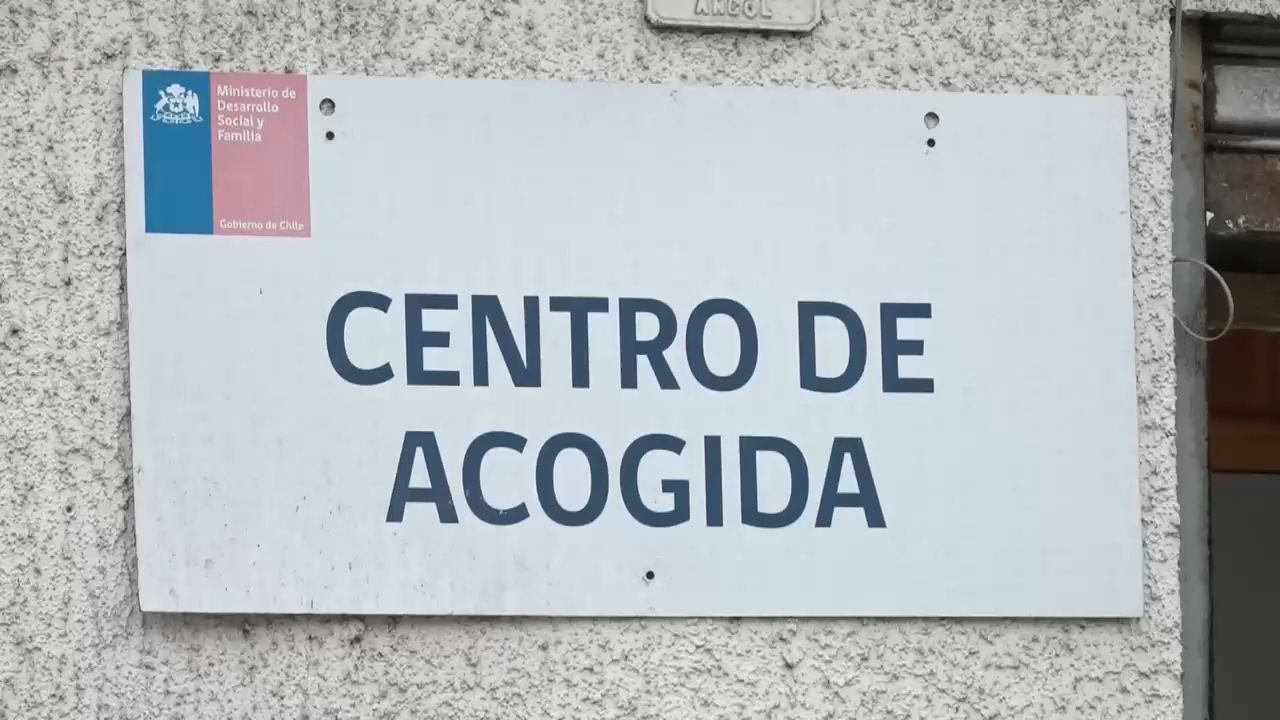 ANGOL
Ministerio de
Desarrollo
Social y
Familia
Gobierno de Chile
CENTRO DE
ACOGIDA